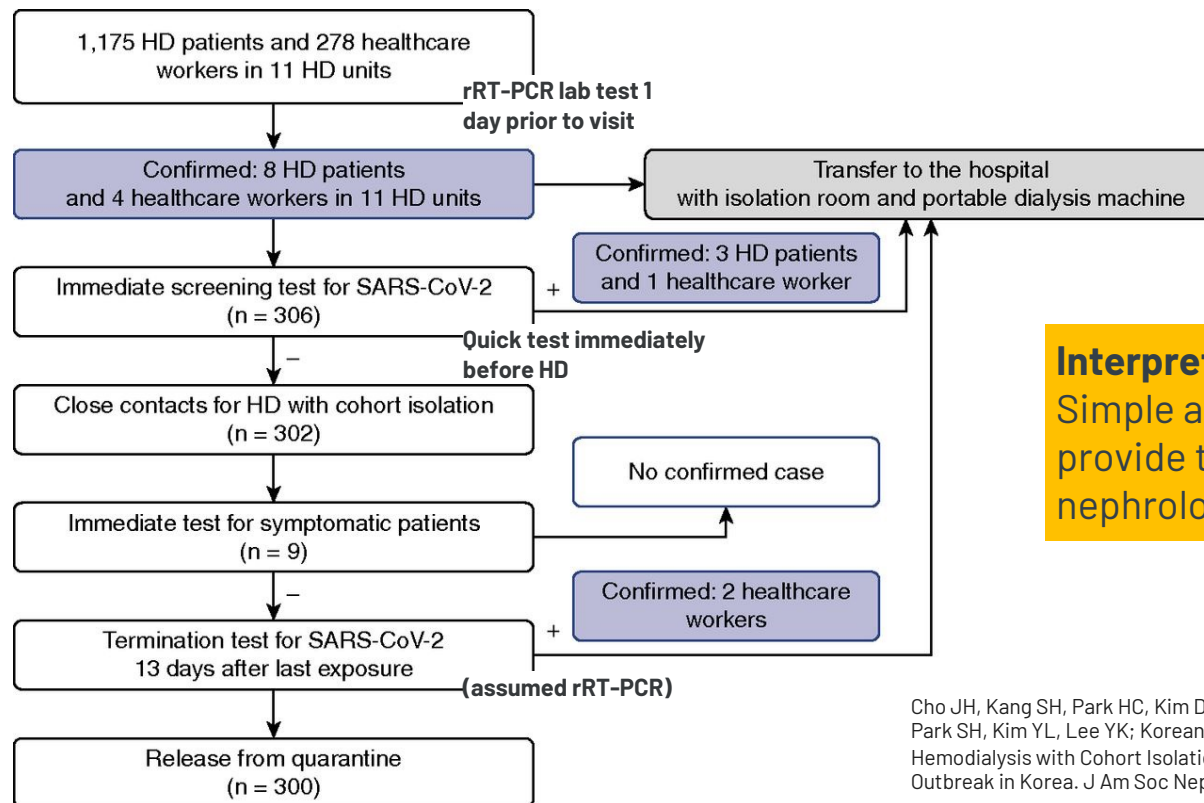 1,175 HD patients and 278 healthcare
workers in 11 HD units
rRT-PCR lab test 1
day prior to visit
Confirmed: 8 HD patients
and 4 healthcare workers in 11 HD units
Transfer to the hospital
with isolation room and portable dialysis machine
Confirmed: 3 HD patients
and 1 healthcare worker
Immediate screening test for SARS-CoV-2
(n = 306)
+
Quick test immediately
before HD
–
Close contacts for HD with cohort isolation
(n = 302)
No confirmed case
Immediate test for symptomatic patients
(n = 9)
–
Confirmed: 2 healthcare
workers
Termination test for SARS-CoV-2
13 days after last exposure
+
(assumed rRT-PCR)
Release from quarantine
(n = 300)
Interpret
Simple a
provide t
nephrolo
Cho JH, Kang SH, Park HC, Kim D
Park SH, Kim YL, Lee YK; Korean
Hemodialysis with Cohort Isolatio
Outbreak in Korea. J Am Soc Nep